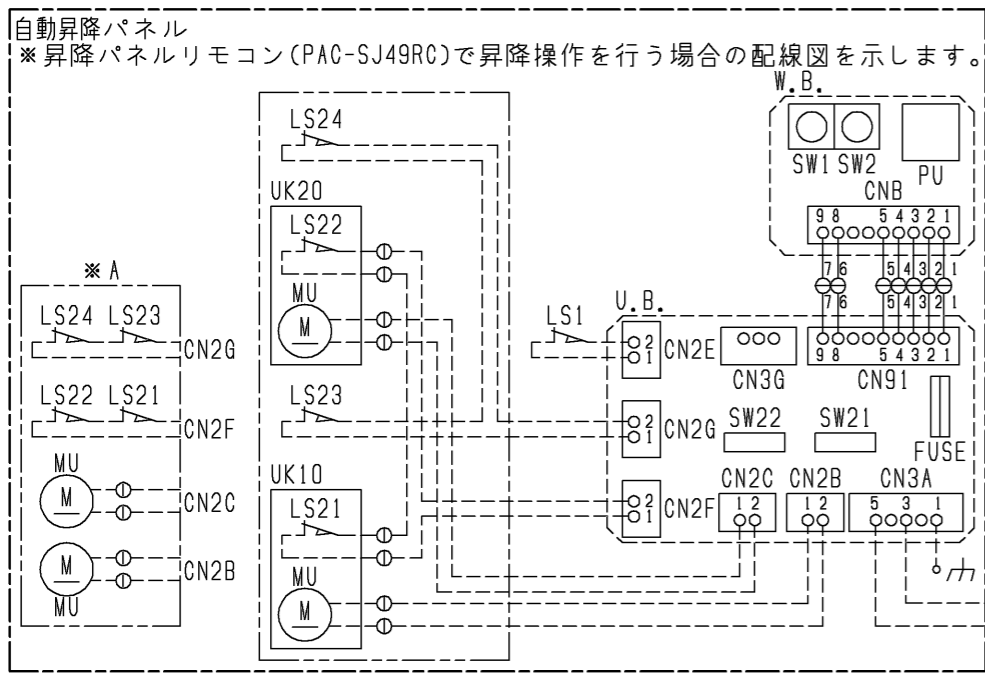 自動昇降パネル
※昇降パネルリモコン(PAC-SJ49RC)で昇降操作を行う場合の配線図を示します。
W.B.
SW1 SW2
PU
CNB
9 8 5 4 3 2 1
7 6 5 4 3 2 1
7 6 5 4 3 2 1
U.B.
9 8 5 4 3 2 1
CN91
CN3G
FUSE
LS1
2
1
CN2E
SW22
SW21
2
1
CN2G
2
1
CN2F
CN2C
1 2
CN2B
1 2
CN3A
5 3 1
LS24
UK20
LS22
MU
M
LS23
UK10
LS21
MU
M
※A
LS24 LS23
CN2G
LS22 LS21
CN2F
MU
M
CN2C
M
CN2B
MU